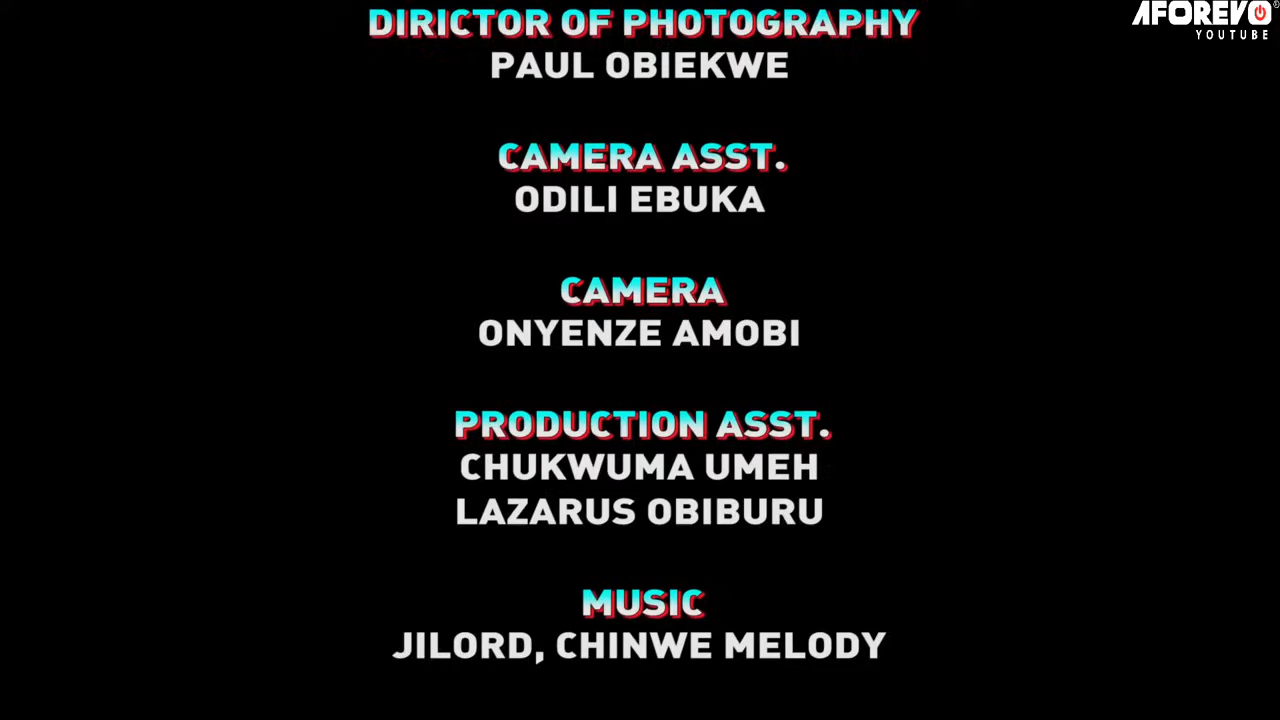 DIRICTOR OF PHOTOGRAPHY
PAUL OBIEKWE
CAMERA ASST.
ODILI EBUKA
CAMERA
ONYENZE AMOBI
PRODUCTION ASST.
CHUKWUMA UMEH
LAZARUS OBIBURU
MUSIC
JILORD, CHINWE MELODY
AFOREVO®
YOUTUBE